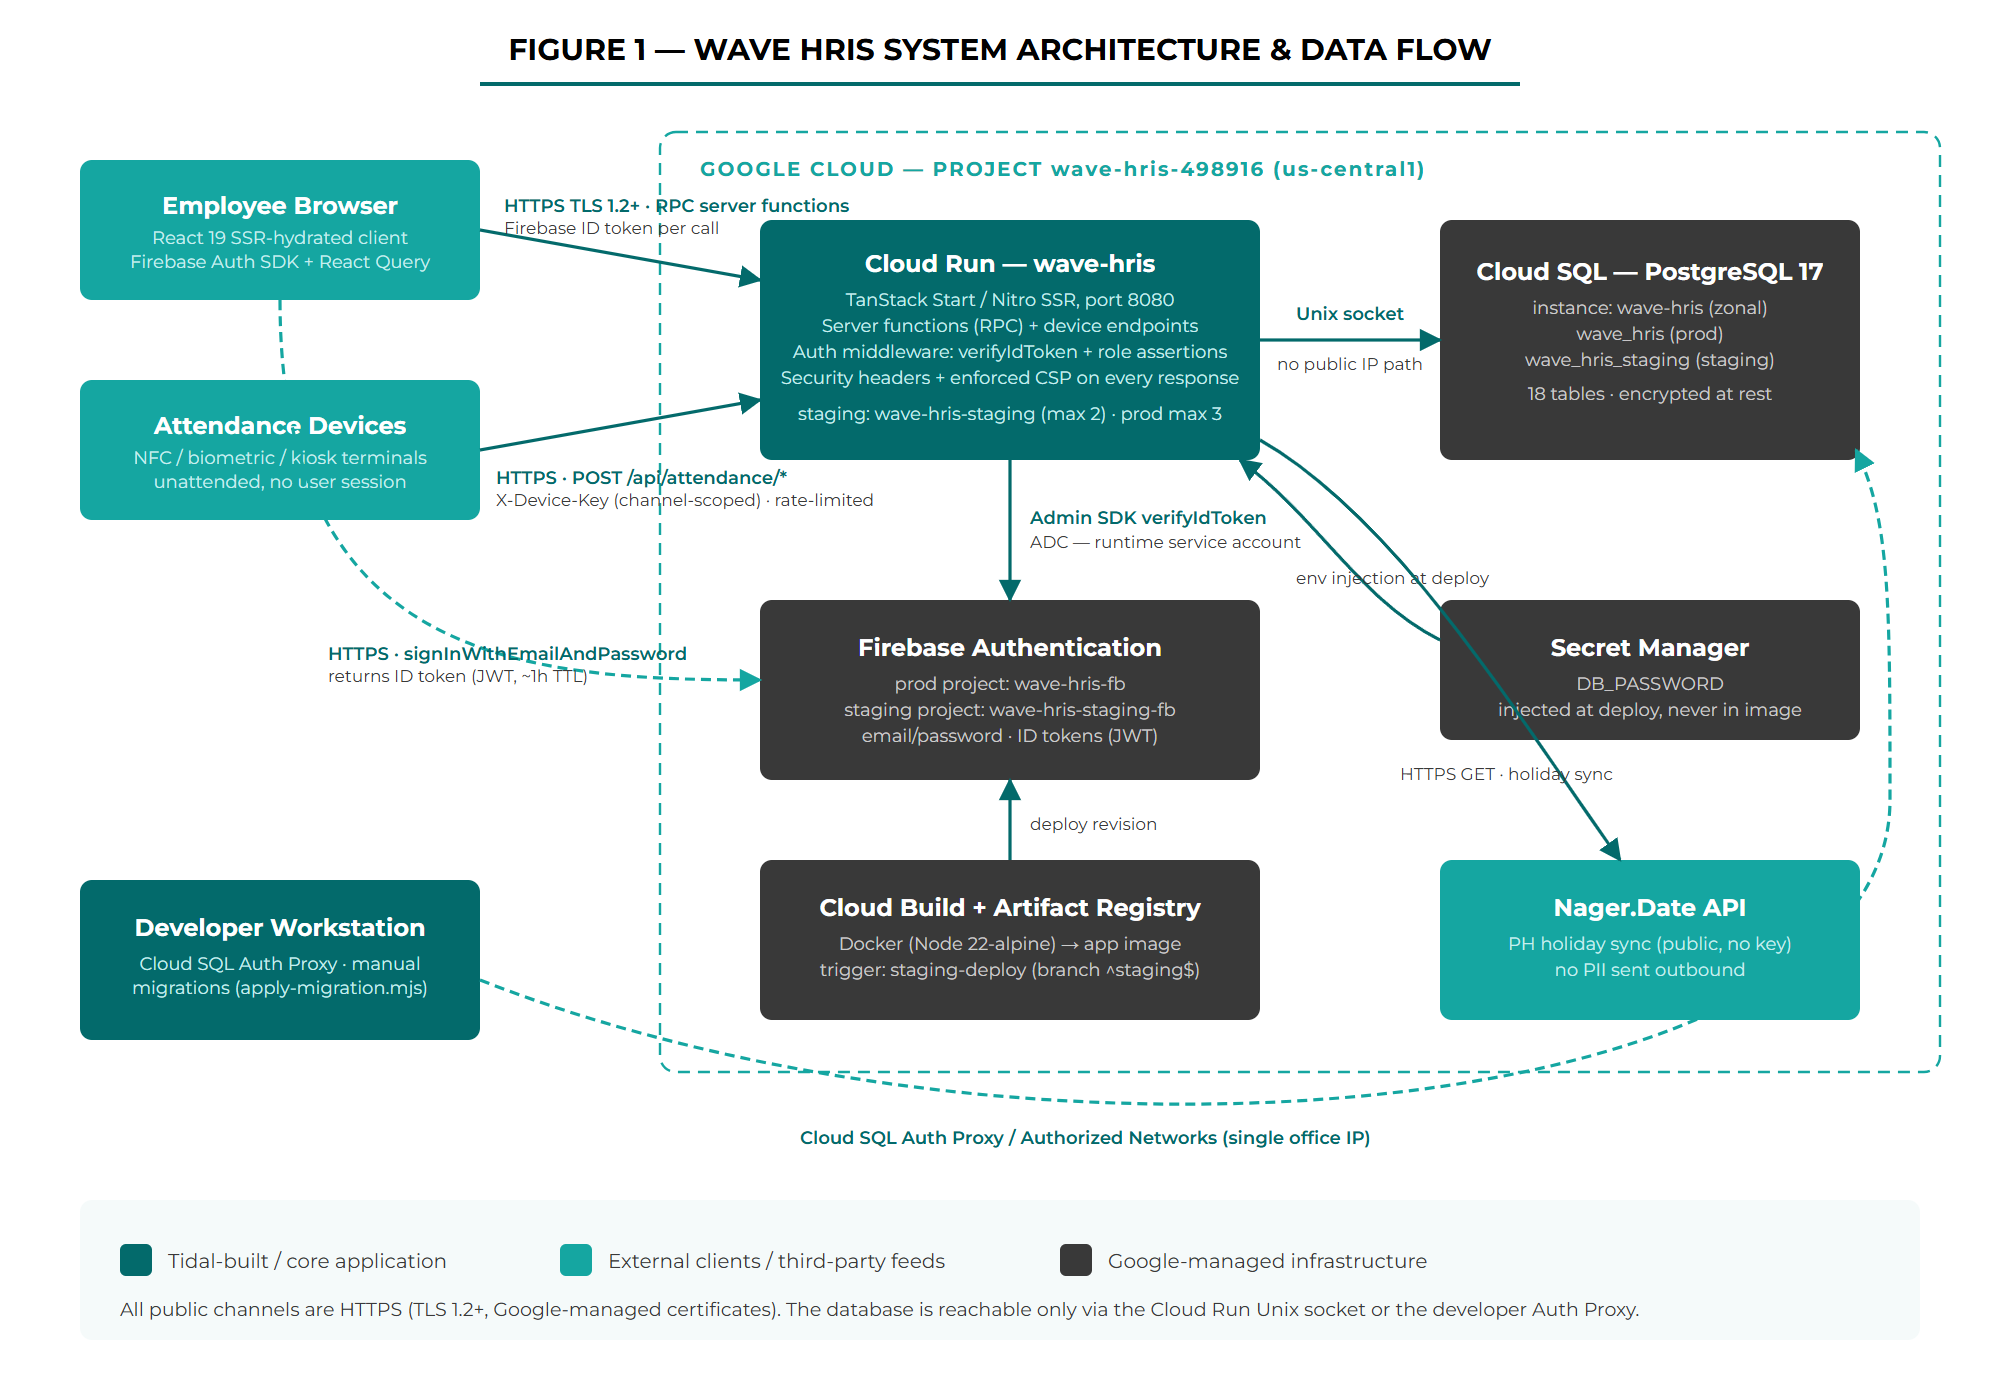 FIGURE 1 — WAVE HRIS SYSTEM ARCHITECTURE & DATA FLOW
GOOGLE CLOUD — PROJECT wave-hris-498916 (us-central1)
Employee Browser
React 19 SSR-hydrated client
Firebase Auth SDK + React Query
HTTPS TLS 1.2+ · RPC server functions
Firebase ID token per call
Cloud Run — wave-hris
TanStack Start / Nitro SSR, port 8080
Server functions (RPC) + device endpoints
Auth middleware: verifyIdToken + role assertions
Security headers + enforced CSP on every response
staging: wave-hris-staging (max 2) · prod max 3
Unix socket
no public IP path
Cloud SQL — PostgreSQL 17
instance: wave-hris (zonal)
wave_hris (prod)
wave_hris_staging (staging)
18 tables · encrypted at rest
Attendance Devices
NFC / biometric / kiosk terminals
unattended, no user session
HTTPS · POST /api/attendance/*
X-Device-Key (channel-scoped) · rate-limited
Admin SDK verifyIdToken
ADC — runtime service account
env injection at deploy
HTTPS · signInWithEmailAndPassword
returns ID token (JWT, ~1h TTL)
Firebase Authentication
prod project: wave-hris-fb
staging project: wave-hris-staging-fb
email/password · ID tokens (JWT)
Secret Manager
DB_PASSWORD
injected at deploy, never in image
HTTPS GET · holiday sync
deploy revision
Developer Workstation
Cloud SQL Auth Proxy · manual
migrations (apply-migration.mjs)
Cloud Build + Artifact Registry
Docker (Node 22-alpine) → app image
trigger: staging-deploy (branch ^staging$)
Nager.Date API
PH holiday sync (public, no key)
no PII sent outbound
Cloud SQL Auth Proxy / Authorized Networks (single office IP)
Tidal-built / core application
External clients / third-party feeds
Google-managed infrastructure
All public channels are HTTPS (TLS 1.2+, Google-managed certificates). The database is reachable only via the Cloud Run Unix socket or the developer Auth Proxy.